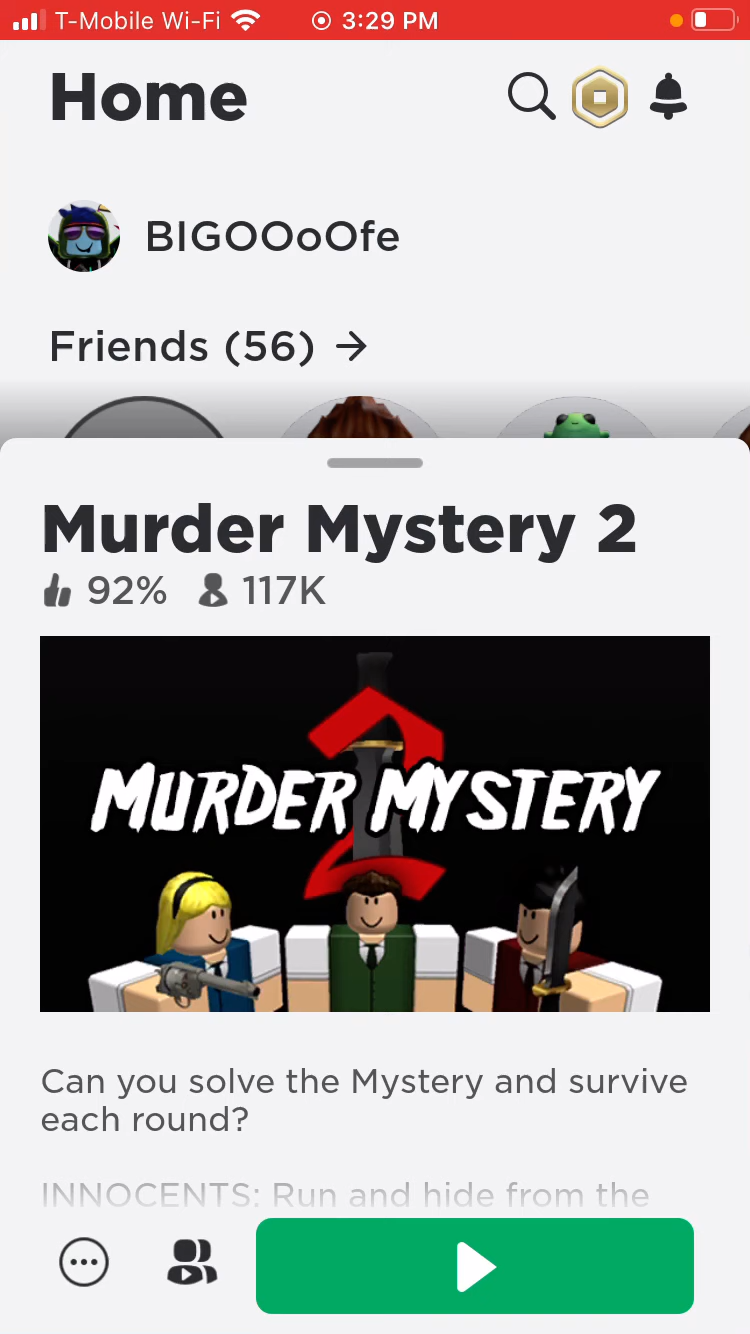 T-Mobile Wi-Fi 3:29 PM
Home
BIGOOoOfe
Friends (56) →
Murder Mystery 2
92% 117K
MURDER MYSTERY
2
Can you solve the Mystery and survive
each round?
INNOCENTS: Run and hide from the